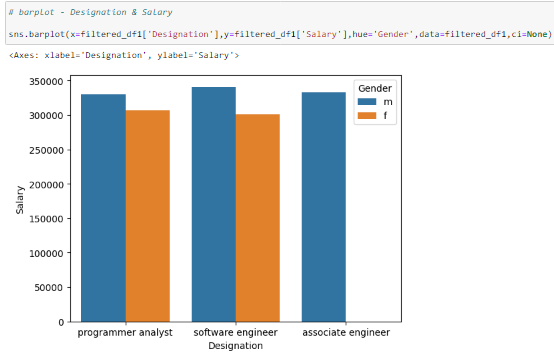 # barplot - Designation & Salary
sns.barplot(x=filtered_df1['Designation'],y=filtered_df1['Salary'],hue='Gender',data=filtered_df1,ci=None)
<Axes: xlabel='Designation', ylabel='Salary'>
350000
300000
250000
200000
150000
100000
50000
0
Salary
Gender
m
f
programmer analyst
software engineer
associate engineer
Designation